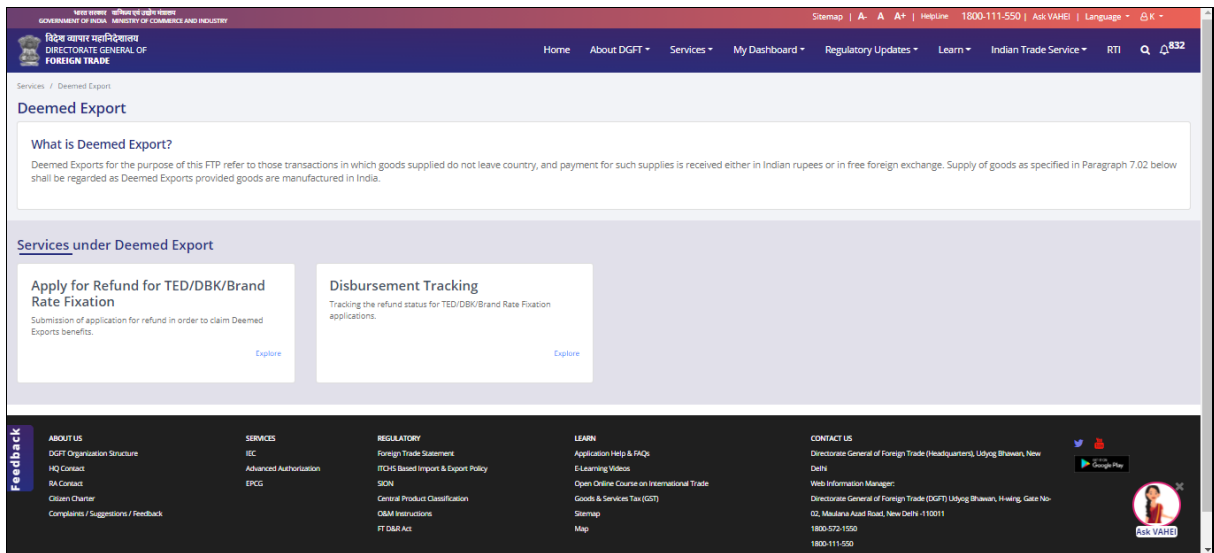 भारत सरकार वाणिज्य एवं उद्योग मंत्रालय
GOVERNMENT OF INDIA MINISTRY OF COMMERCE AND INDUSTRY
Sitemap | A- A A+ | HelpLine 1800-111-550 | Ask VAHEI | Language K
विदेश व्यापार महानिदेशालय
DIRECTORATE GENERAL OF
FOREIGN TRADE
Home About DGFT Services My Dashboard Regulatory Updates Learn Indian Trade Service RTI 832
Services / Deemed Export
Deemed Export
What is Deemed Export?
Deemed Exports for the purpose of this FTP refer to those transactions in which goods supplied do not leave country, and payment for such supplies is received either in Indian rupees or in free foreign exchange. Supply of goods as specified in Paragraph 7.02 below
shall be regarded as Deemed Exports provided goods are manufactured in India.
Services under Deemed Export
Apply for Refund for TED/DBK/Brand
Rate Fixation
Submission of application for refund in order to claim Deemed
Exports benefits.
Explore
Disbursement Tracking
Tracking the refund status for TED/DBK/Brand Rate Fixation
applications.
Explore
Feedback
ABOUT US
DGFT Organization Structure
HQ Contact
RA Contact
Citizen Charter
Complaints / Suggestions / Feedback
SERVICES
IEC
Advanced Authorization
EPCG
REGULATORY
Foreign Trade Statement
ITCHS Based Import & Export Policy
SION
Central Product Classification
O&M Instructions
FT D&R Act
LEARN
Application Help & FAQs
E-Learning Videos
Open Online Course on International Trade
Goods & Services Tax (GST)
Sitemap
Map
CONTACT US
Directorate General of Foreign Trade (Headquarters), Udyog Bhawan, New
Delhi
Web Information Manager:
Directorate General of Foreign Trade (DGFT) Udyog Bhawan, H-wing, Gate No-
02, Maulana Azad Road, New Delhi -110011
1800-572-1550
1800-111-550
Google Play
Ask VAHEI